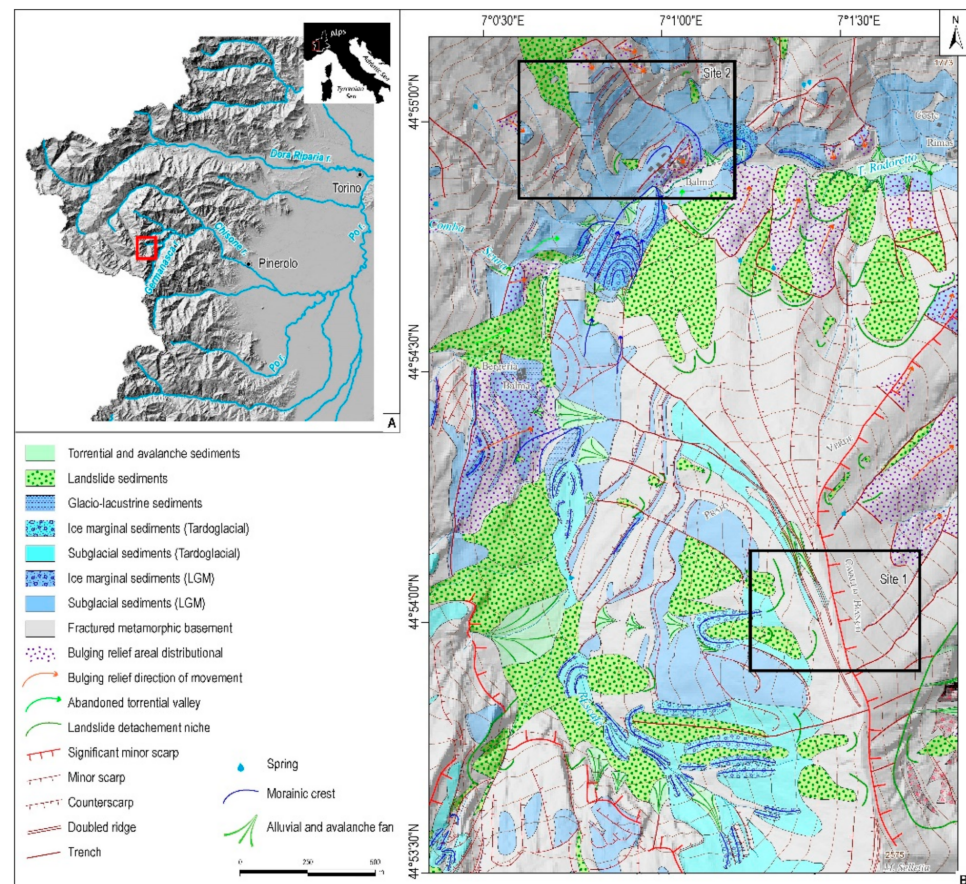 Alps
Adriatic Sea
Tyrrenian
Sea
Dora Riparia r.
Torino
Chisone r.
Po r.
Pinerolo
Po r.
A
Torrential and avalanche sediments
Landslide sediments
Glacio-lacustrine sediments
Ice marginal sediments (Tardoglacial)
Subglacial sediments (Tardoglacial)
Ice marginal sediments (LGM)
Subglacial sediments (LGM)
Fractured metamorphic basement
Bulging relief areal distributional
Bulging relief direction of movement
Abandoned torrential valley
Landslide detachement niche
Significant minor scarp
Minor scarp
Counterscarp
Doubled ridge
Trench
Spring
Morainic crest
Alluvial and avalanche fan
0
250
500
m
7°0'30"E
7°1'00"E
7°1'30"E
N
44°55'00"N
44°54'30"N
44°54'00"N
44°53'30"N
Site 2
1773
Rimas
T. Rodoretto
Balma
Balma
Site 1
2575
B